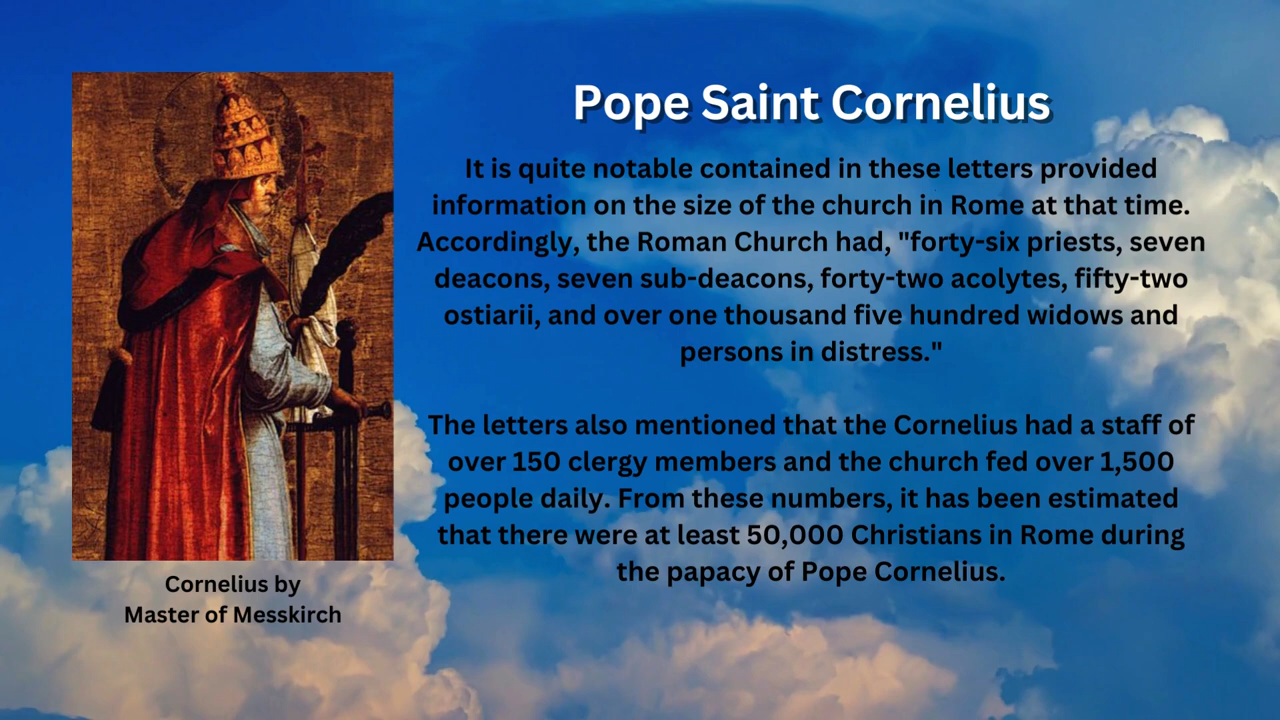 Pope Saint Cornelius
It is quite notable contained in these letters provided
information on the size of the church in Rome at that time.
Accordingly, the Roman Church had, "forty-six priests, seven
deacons, seven sub-deacons, forty-two acolytes, fifty-two
ostiarii, and over one thousand five hundred widows and
persons in distress."
The letters also mentioned that the Cornelius had a staff of
over 150 clergy members and the church fed over 1,500
people daily. From these numbers, it has been estimated
that there were at least 50,000 Christians in Rome during
the papacy of Pope Cornelius.
Cornelius by
Master of Messkirch